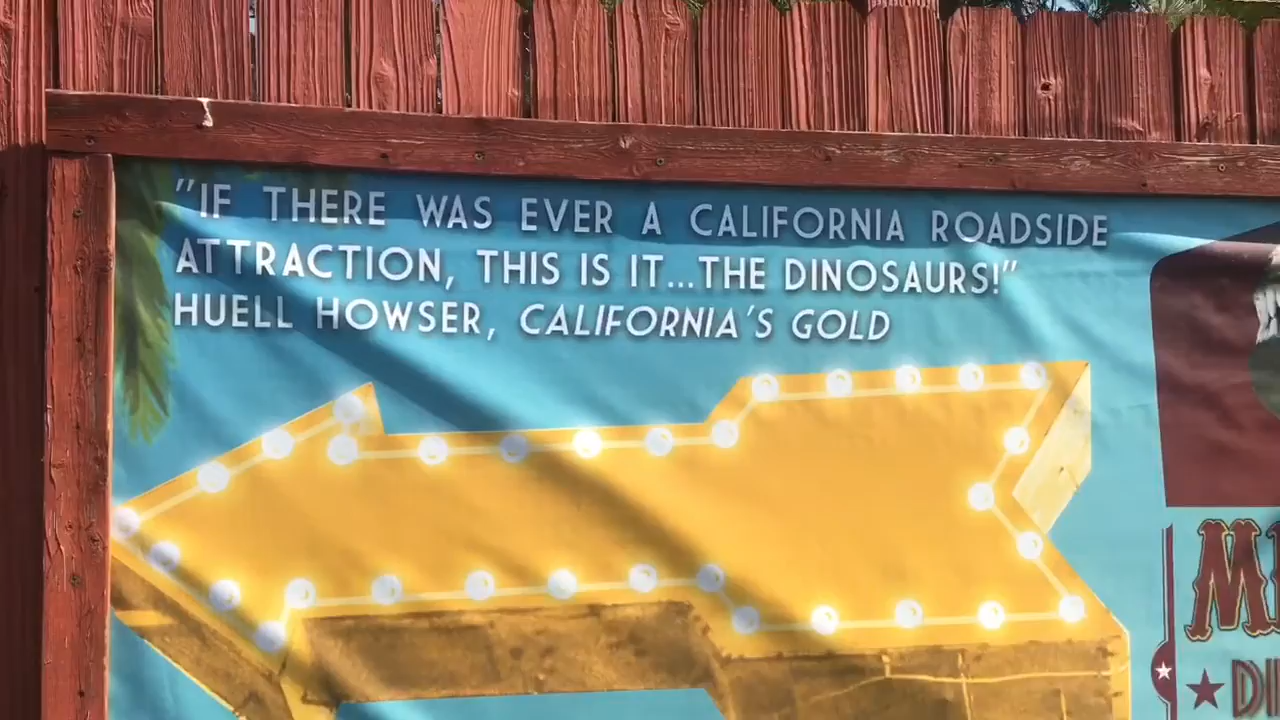 "IF THERE WAS EVER A CALIFORNIA ROADSIDE
ATTRACTION, THIS IS IT...THE DINOSAURS!"
HUELL HOWSER, CALIFORNIA'S GOLD